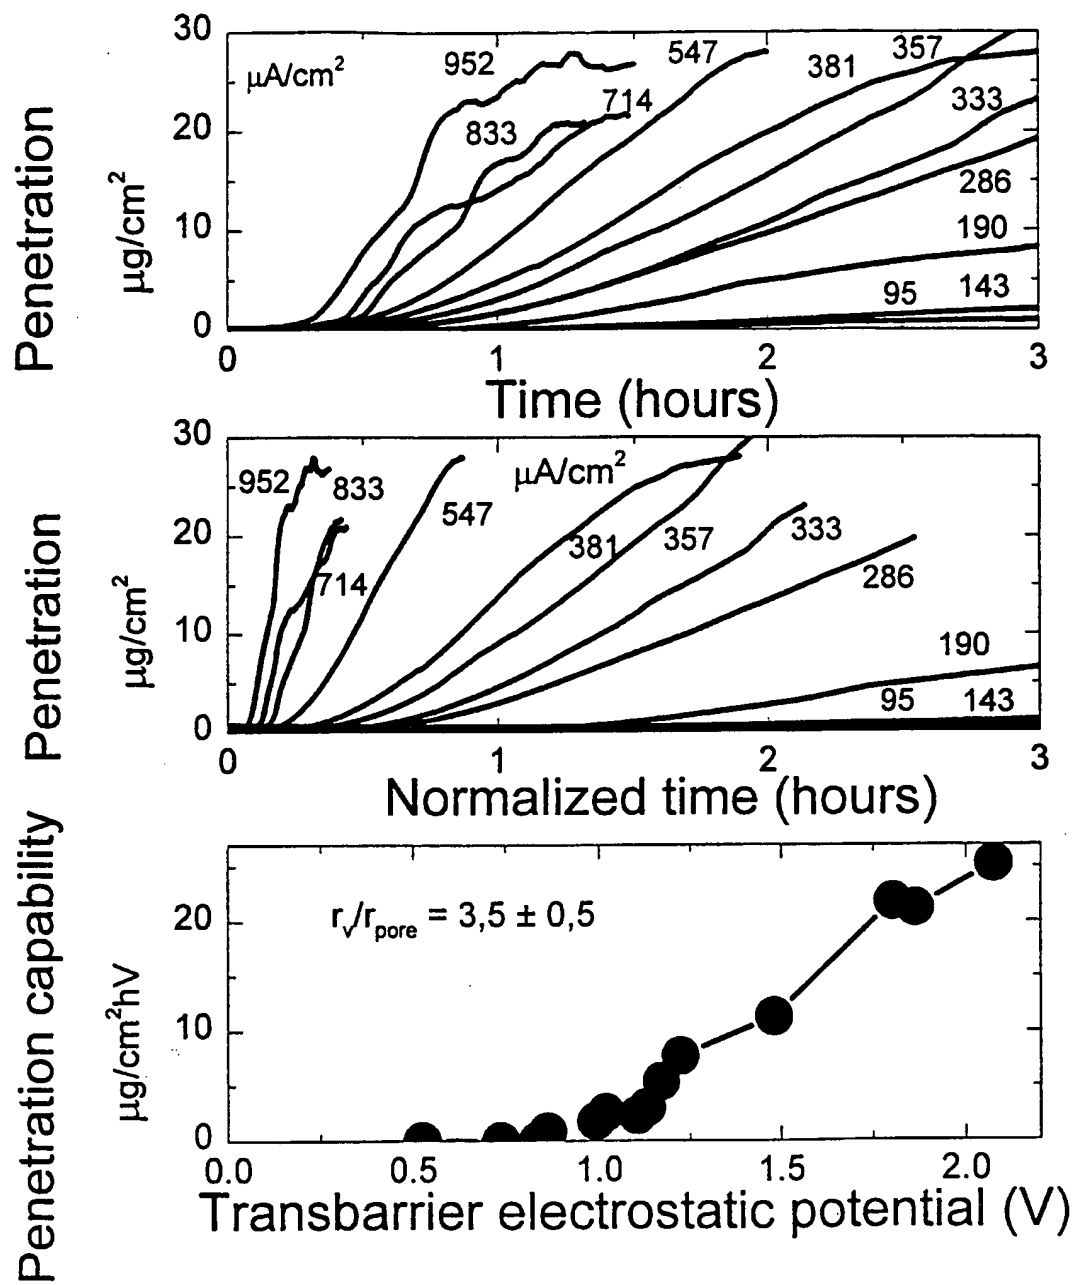 Penetration
µg/cm²
30
20
10
0
µA/cm²
952
833
714
547
381
357
333
286
190
95
143
0 1 2 3
Time (hours)
Penetration
µg/cm²
30
20
10
0
952
833
714
µA/cm²
547
381
357
333
286
190
95
143
0 1 2 3
Normalized time (hours)
Penetration capability
µg/cm²hV
20
10
0
rv/rpore = 3,5 ± 0,5
0.0 0.5 1.0 1.5 2.0
Transbarrier electrostatic potential (V)